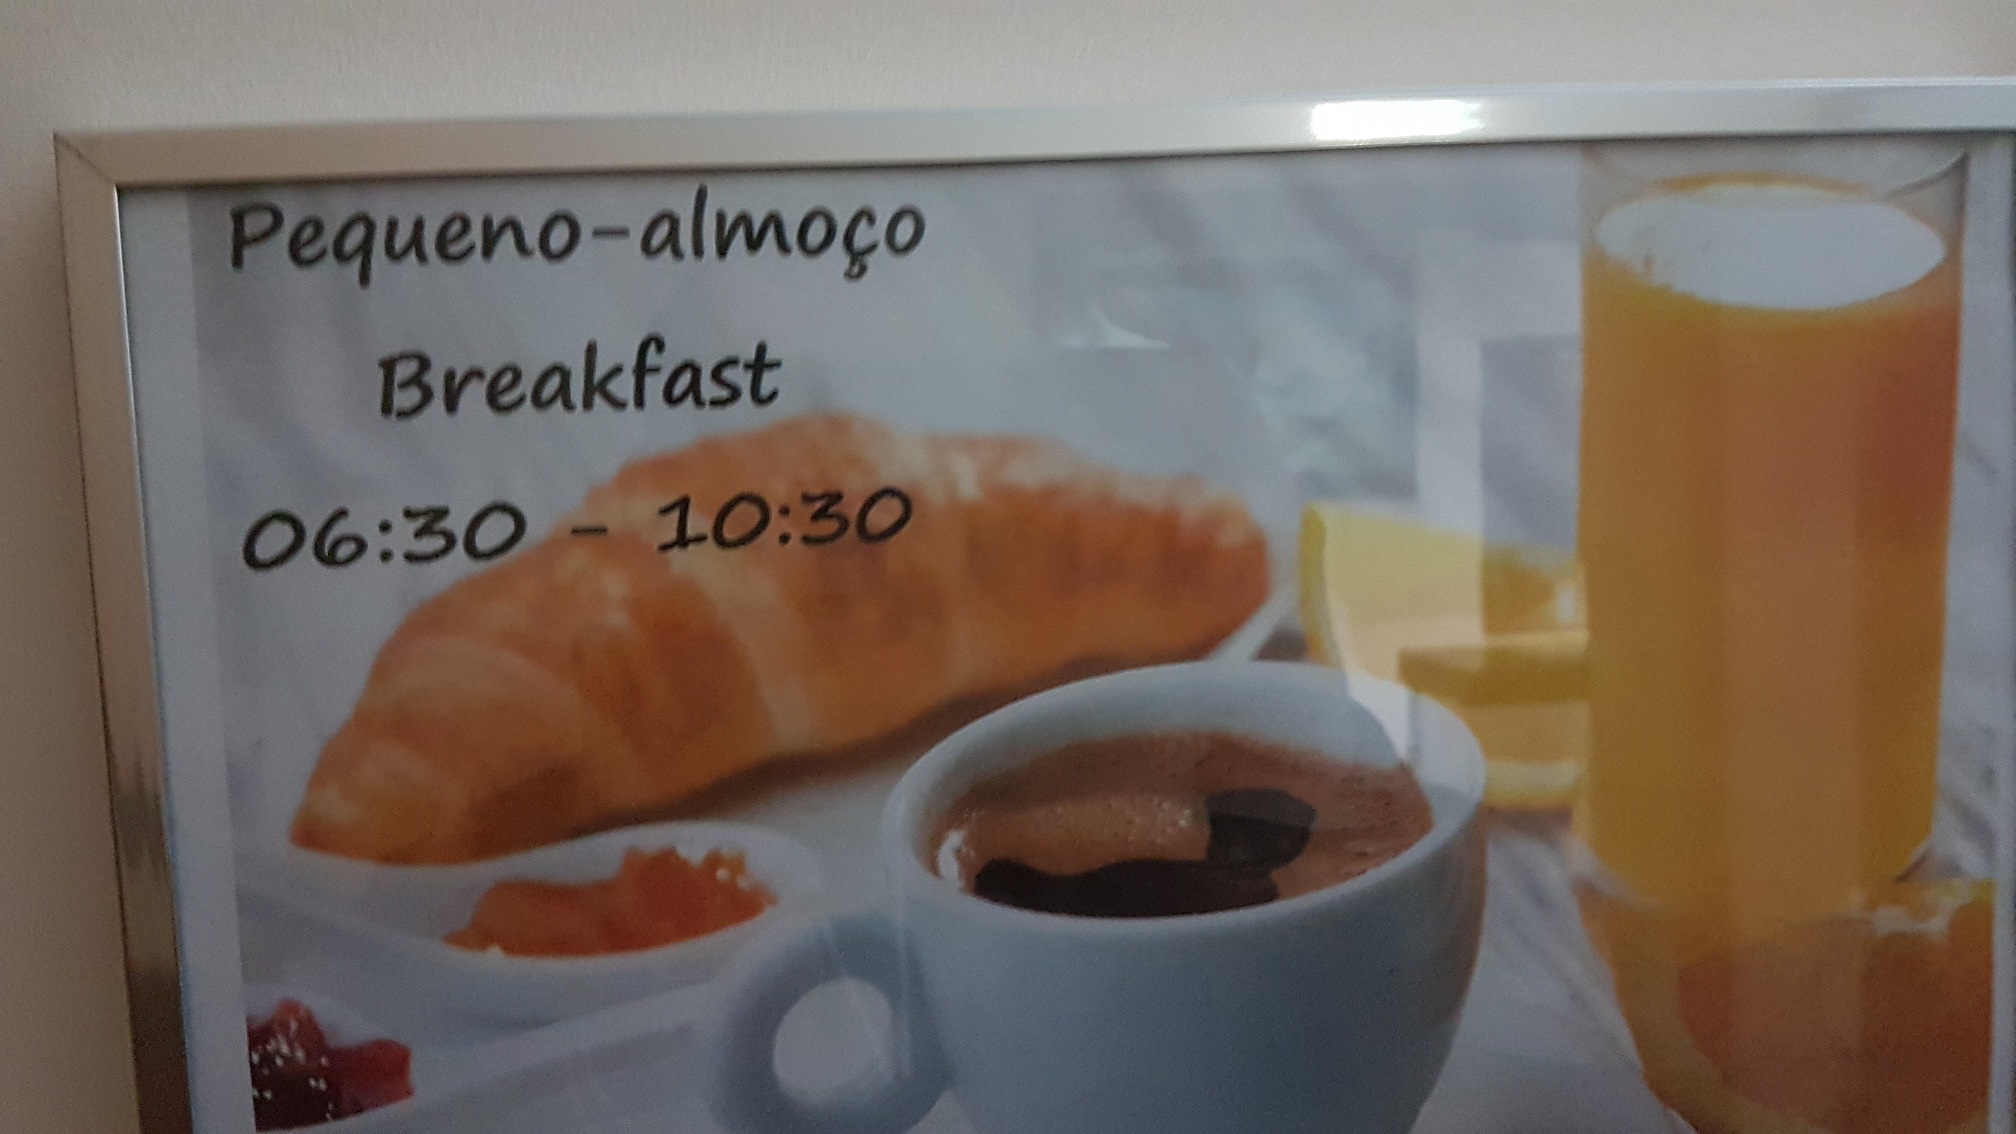 Pequeno-almoço
Breakfast
06:30 - 10:30